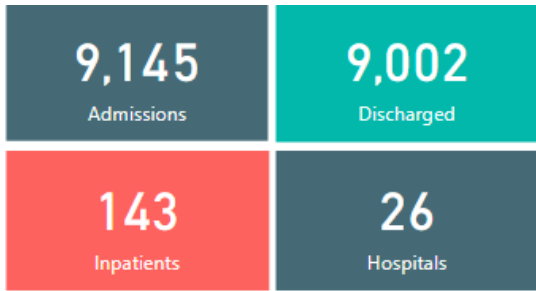 9,145
Admissions
9,002
Discharged
143
Inpatients
26
Hospitals